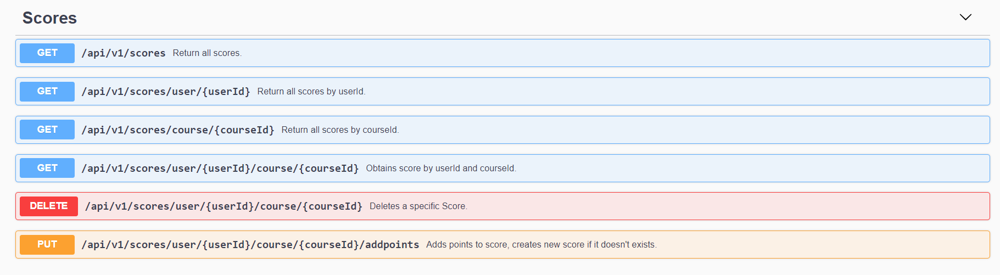 Scores
GET /api/v1/scores Return all scores.
GET /api/v1/scores/user/{userId} Return all scores by userId.
GET /api/v1/scores/course/{courseId} Return all scores by courseId.
GET /api/v1/scores/user/{userId}/course/{courseId} Obtains score by userId and courseId.
DELETE /api/v1/scores/user/{userId}/course/{courseId} Deletes a specific Score.
PUT /api/v1/scores/user/{userId}/course/{courseId}/addpoints Adds points to score, creates new score if it doesn't exists.